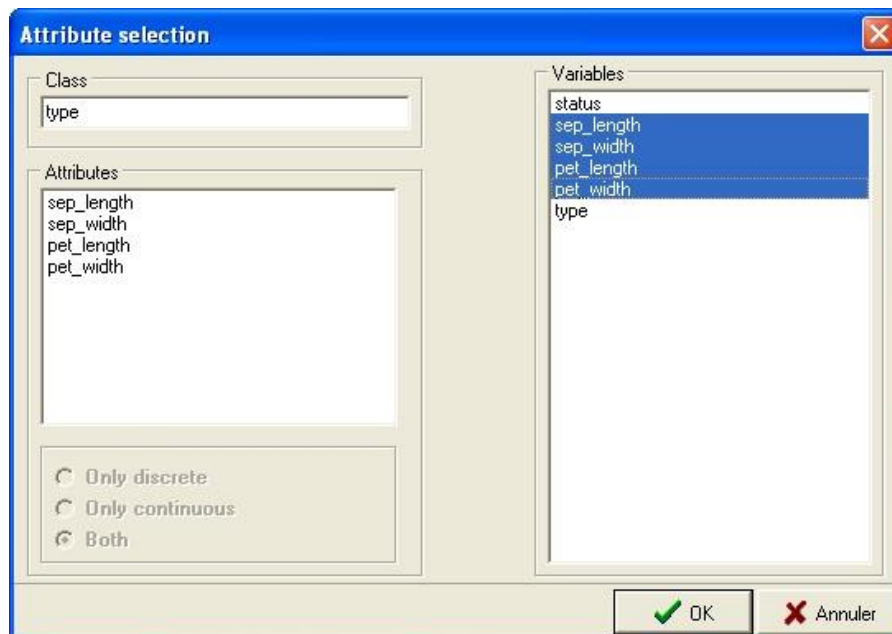 Attribute selection
Class
type
Attributes
sep_length
sep_width
pet_length
pet_width
Only discrete
Only continuous
Both
Variables
status
sep_length
sep_width
pet_length
pet_width
type
OK
Annuler